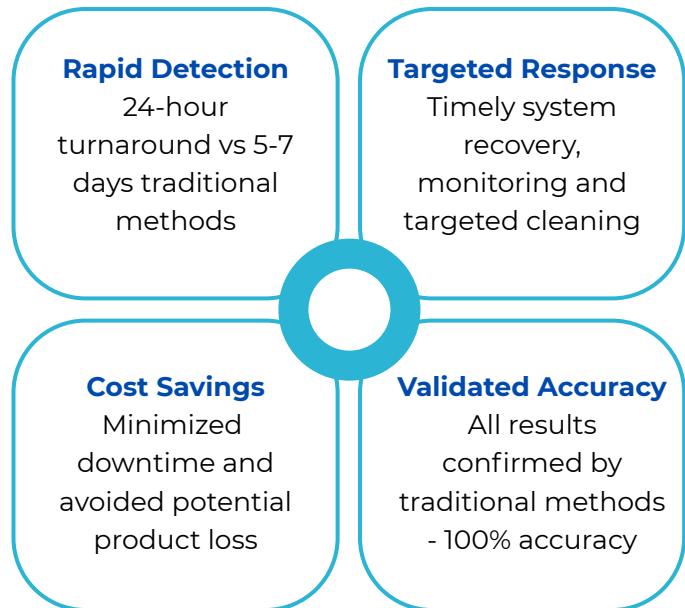 Rapid Detection
24-hour
turnaround vs 5-7
days traditional
methods
Targeted Response
Timely system
recovery,
monitoring and
targeted cleaning
Cost Savings
Minimized
downtime and
avoided potential
product loss
Validated Accuracy
All results
confirmed by
traditional methods
- 100% accuracy